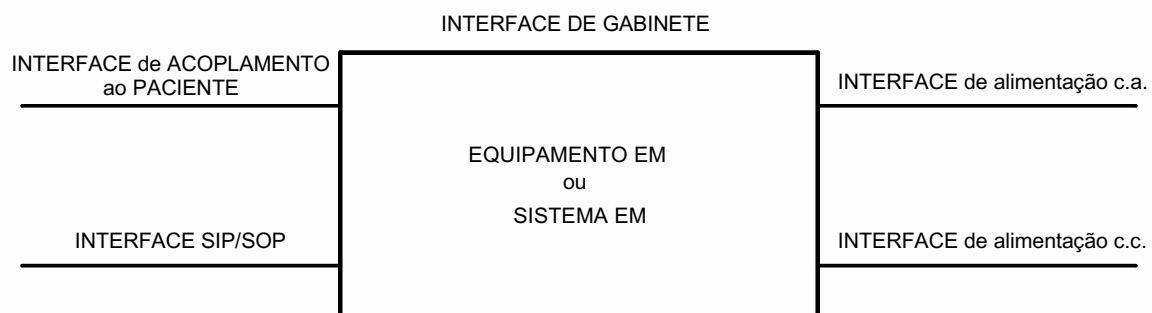 INTERFACE DE GABINETE
INTERFACE de ACOPLAMENTO
ao PACIENTE
INTERFACE de alimentação c.a.
EQUIPAMENTO EM
ou
SISTEMA EM
INTERFACE SIP/SOP
INTERFACE de alimentação c.c.